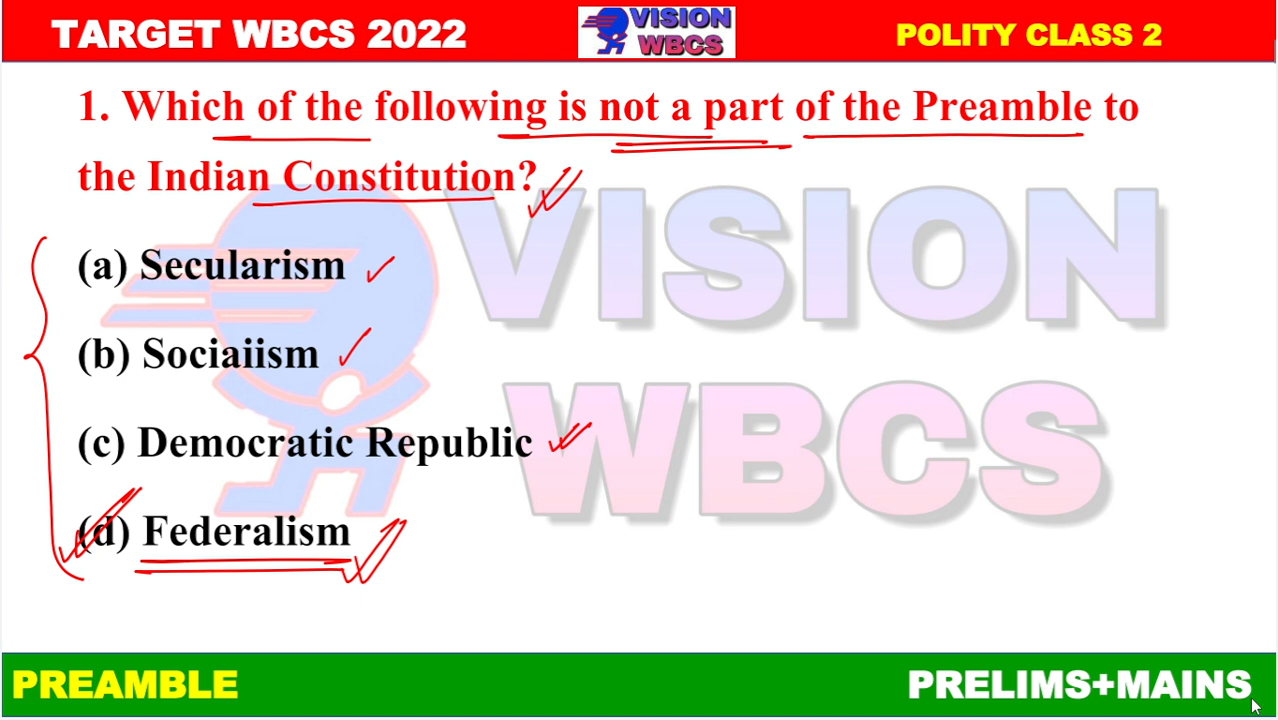 TARGET WBCS 2022
VISION
WBCS
POLITY CLASS 2
1. Which of the following is not a part of the Preamble to
the Indian Constitution?
(a) Secularism
(b) Sociaiism
(c) Democratic Republic
(d) Federalism
VISION
WBCS
PREAMBLE
PRELIMS+MAINS